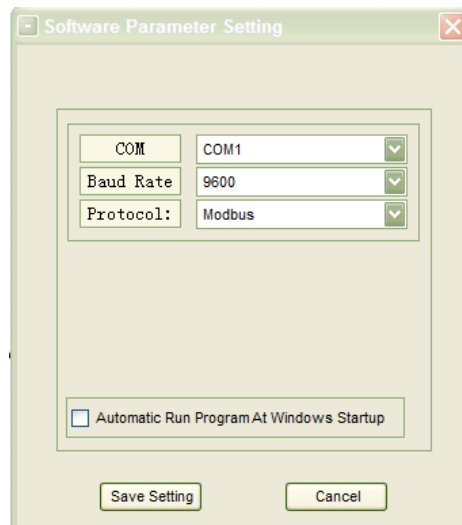 Software Parameter Setting
COM COM1
Baud Rate 9600
Protocol: Modbus
Automatic Run Program At Windows Startup
Save Setting Cancel